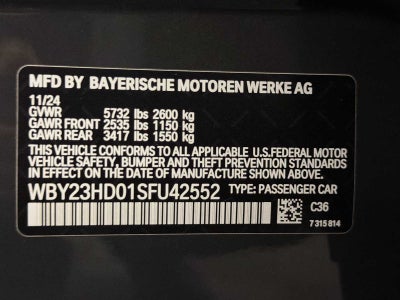 MFD BY BAYERISCHE MOTOREN WERKE AG
11/24
GVWR 5732 lbs 2600 kg
GAWR FRONT 2535 lbs 1150 kg
GAWR REAR 3417 lbs 1550 kg
THIS VEHICLE CONFORMS TO ALL APPLICABLE U.S.FEDERAL MOTOR
VEHICLE SAFETY, BUMPER AND THEFT PREVENTION STANDARDS
IN EFFECT ON THE DATE OF MANUFACTURE SHOWN ABOVE.
WBY23HD01SFU42552 TYPE: PASSENGER CAR
C36
7 315 814